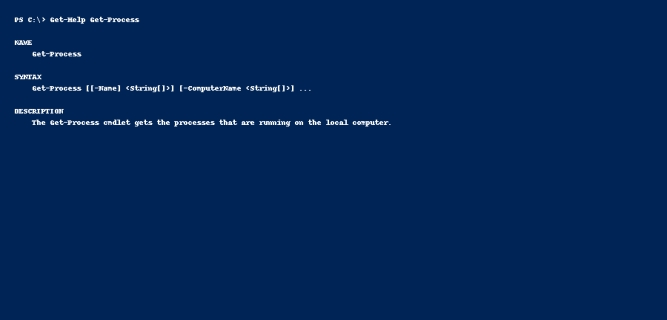 PS C:\> Get-Help Get-Process
NAME
Get-Process
SYNTAX
Get-Process [[-Name] <String[]>] [-ComputerName <String[]>] ...
DESCRIPTION
The Get-Process cmdlet gets the processes that are running on the local computer.